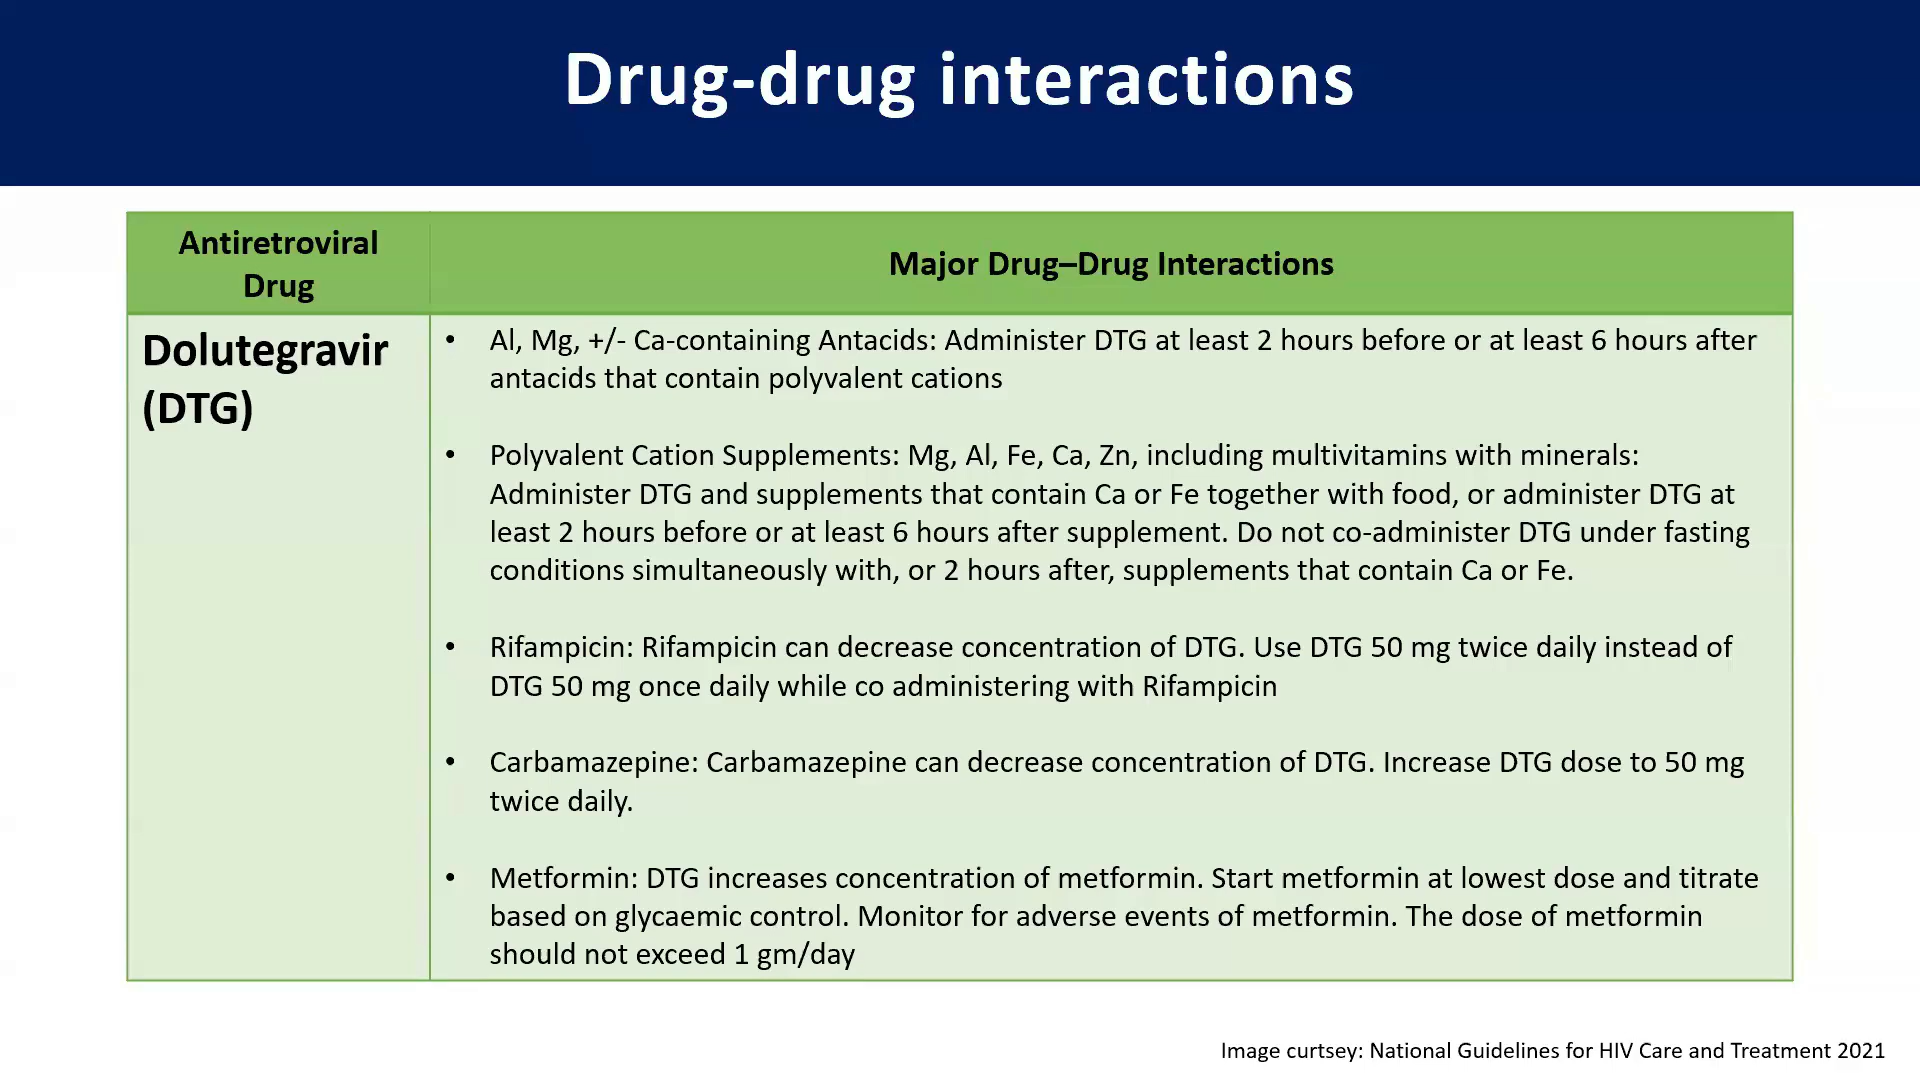 Drug-drug interactions
Antiretroviral
Drug
Major Drug–Drug Interactions
Dolutegravir
(DTG)
• Al, Mg, +/- Ca-containing Antacids: Administer DTG at least 2 hours before or at least 6 hours after
antacids that contain polyvalent cations
• Polyvalent Cation Supplements: Mg, Al, Fe, Ca, Zn, including multivitamins with minerals:
Administer DTG and supplements that contain Ca or Fe together with food, or administer DTG at
least 2 hours before or at least 6 hours after supplement. Do not co-administer DTG under fasting
conditions simultaneously with, or 2 hours after, supplements that contain Ca or Fe.
• Rifampicin: Rifampicin can decrease concentration of DTG. Use DTG 50 mg twice daily instead of
DTG 50 mg once daily while co administering with Rifampicin
• Carbamazepine: Carbamazepine can decrease concentration of DTG. Increase DTG dose to 50 mg
twice daily.
• Metformin: DTG increases concentration of metformin. Start metformin at lowest dose and titrate
based on glycaemic control. Monitor for adverse events of metformin. The dose of metformin
should not exceed 1 gm/day
Image curtsey: National Guidelines for HIV Care and Treatment 2021